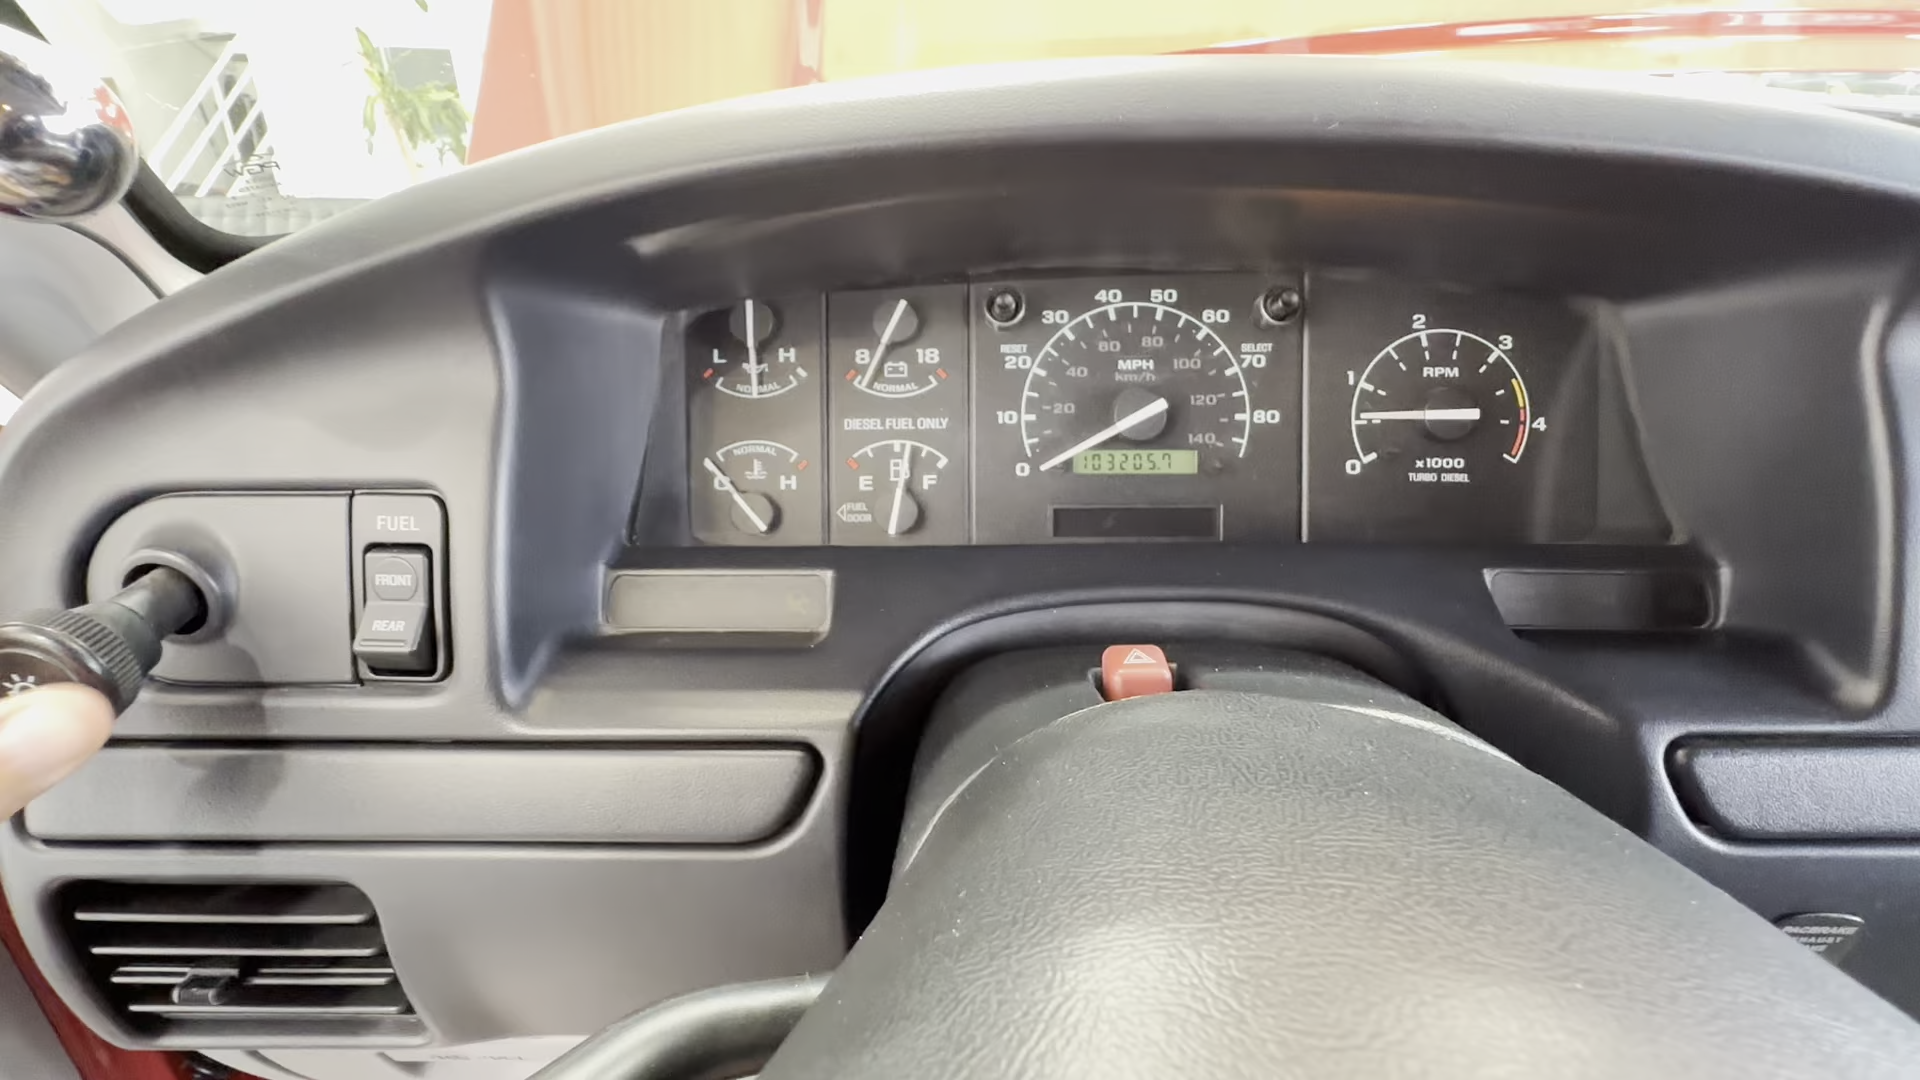 L H
NORMAL
8 18
NORMAL
DIESEL FUEL ONLY
NORMAL
C H
E F
FUEL
DOOR
RESET
SELECT
0 10 20 30 40 50 60 70 80
20 40 60 80 100 120 140
MPH
km/h
103205.7
0 1 2 3 4
RPM
x1000
TURBO DIESEL
FUEL
FRONT
REAR
PACBRAKE